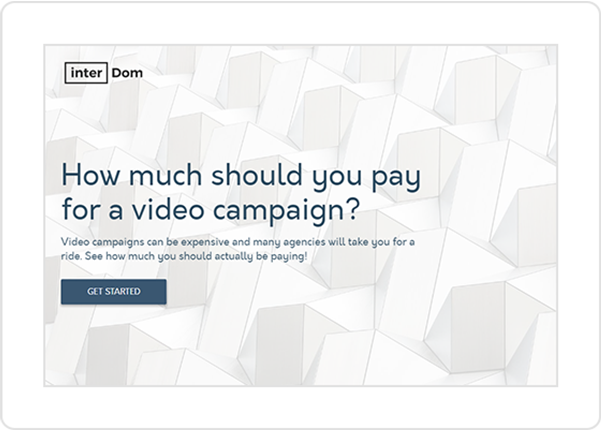 inter Dom
How much should you pay
for a video campaign?
Video campaigns can be expensive and many agencies will take you for a
ride. See how much you should actually be paying!
GET STARTED